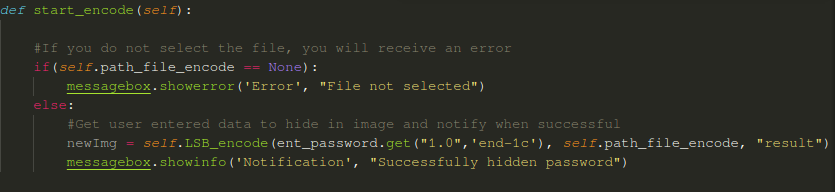 def start_encode(self):
#If you do not select the file, you will receive an error
if(self.path_file_encode == None):
messagebox.showerror('Error', "File not selected")
else:
#Get user entered data to hide in image and notify when successful
newImg = self.LSB_encode(ent_password.get("1.0",'end-1c'), self.path_file_encode, "result")
messagebox.showinfo('Notification', "Successfully hidden password")